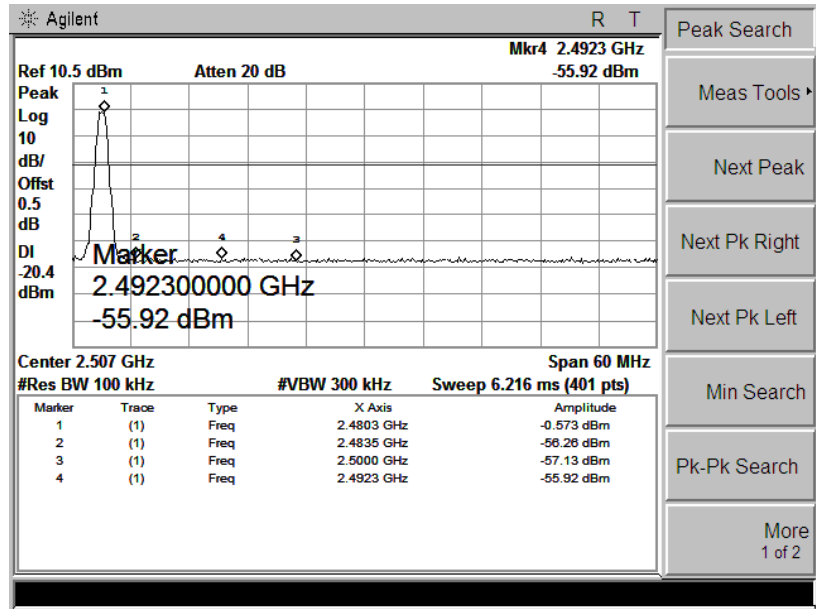 Agilent R T
Mkr4 2.4923 GHz
Ref 10.5 dBm Atten 20 dB -55.92 dBm
Peak
Log
10
dB/
Offst
0.5
dB
DI
-20.4
dBm
1
2
4
3
Marker
2.492300000 GHz
-55.92 dBm
Center 2.507 GHz Span 60 MHz
#Res BW 100 kHz #VBW 300 kHz Sweep 6.216 ms (401 pts)
Marker Trace Type X Axis Amplitude
1 (1) Freq 2.4803 GHz -0.573 dBm
2 (1) Freq 2.4835 GHz -56.26 dBm
3 (1) Freq 2.5000 GHz -57.13 dBm
4 (1) Freq 2.4923 GHz -55.92 dBm
Peak Search
Meas Tools
Next Peak
Next Pk Right
Next Pk Left
Min Search
Pk-Pk Search
More
1 of 2